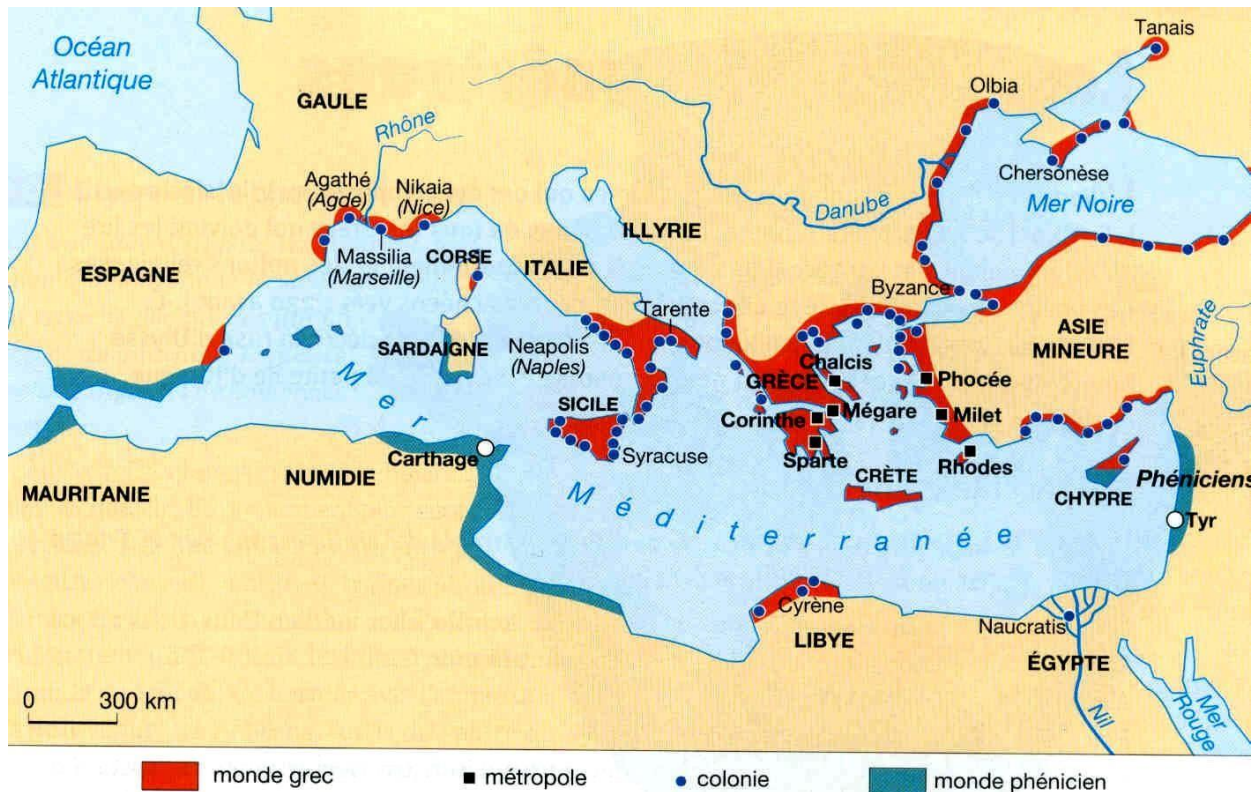 Océan
Atlantique
GAULE
Rhône
Agathé
(Agde)
Nikaia
(Nice)
Massilia
(Marseille)
CORSE
ESPAGNE
ITALIE
ILLYRIE
Danube
Tanais
Olbia
Chersonèse
Mer Noire
Byzance
ASIE
MINEURE
Euphrate
Tarente
Neapolis
(Naples)
SARDAIGNE
SICILE
Syracuse
Chalcis
GRÈCE
Corinthe
Mégare
Sparte
Phocée
Milet
Rhodes
CRÈTE
CHYPRE
Phéniciens
Tyr
Carthage
NUMIDIE
MAURITANIE
Mer
Méditerranée
Cyrène
LIBYE
Naucratis
ÉGYPTE
Nil
Mer
Rouge
0 300 km
monde grec métropole colonie monde phénicien